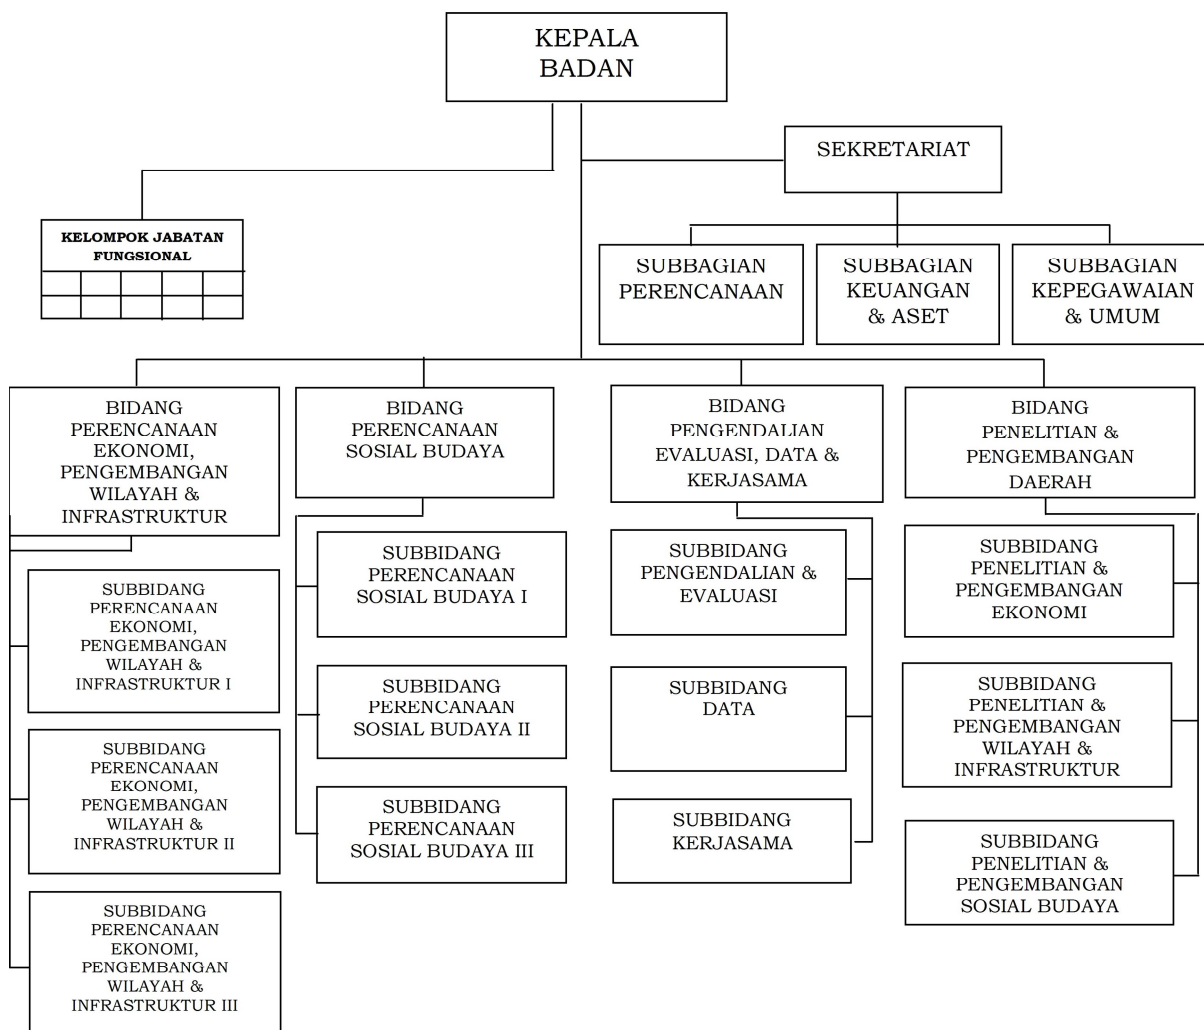 KEPALA
BADAN
SEKRETARIAT
KELOMPOK JABATAN
FUNGSIONAL
SUBBAGIAN
PERENCANAAN
SUBBAGIAN
KEUANGAN
& ASET
SUBBAGIAN
KEPEGAWAIAN
& UMUM
BIDANG
PERENCANAAN
EKONOMI,
PENGEMBANGAN
WILAYAH &
INFRASTRUKTUR
BIDANG
PERENCANAAN
SOSIAL BUDAYA
BIDANG
PENGENDALIAN
EVALUASI, DATA &
KERJASAMA
BIDANG
PENELITIAN &
PENGEMBANGAN
DAERAH
SUBBIDANG
PERENCANAAN
EKONOMI,
PENGEMBANGAN
WILAYAH &
INFRASTRUKTUR I
SUBBIDANG
PERENCANAAN
EKONOMI,
PENGEMBANGAN
WILAYAH &
INFRASTRUKTUR II
SUBBIDANG
PERENCANAAN
EKONOMI,
PENGEMBANGAN
WILAYAH &
INFRASTRUKTUR III
SUBBIDANG
PERENCANAAN
SOSIAL BUDAYA I
SUBBIDANG
PERENCANAAN
SOSIAL BUDAYA II
SUBBIDANG
PERENCANAAN
SOSIAL BUDAYA III
SUBBIDANG
PENGENDALIAN &
EVALUASI
SUBBIDANG
DATA
SUBBIDANG
KERJASAMA
SUBBIDANG
PENELITIAN &
PENGEMBANGAN
EKONOMI
SUBBIDANG
PENELITIAN &
PENGEMBANGAN
WILAYAH &
INFRASTRUKTUR
SUBBIDANG
PENELITIAN &
PENGEMBANGAN
SOSIAL BUDAYA